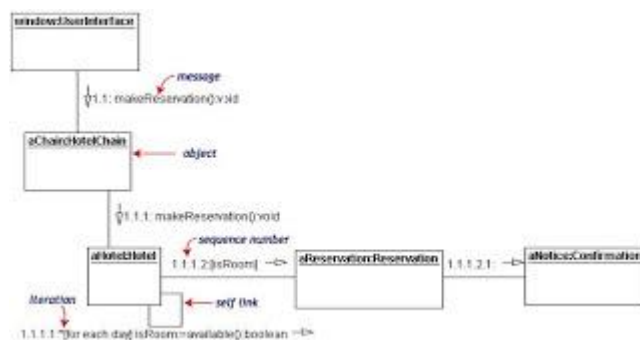 window:UserInterface
message
1.1: makeReservation():void
aChain:HotelChain
object
1.1.1: makeReservation():void
sequence number
aHotel:Hotel
1.1.1.2:[isRoom]
aReservation:Reservation
1.1.1.2.1:
aNotice:Confirmation
iteration
self link
1.1.1.1:*[for each day] isRoom:=available():boolean